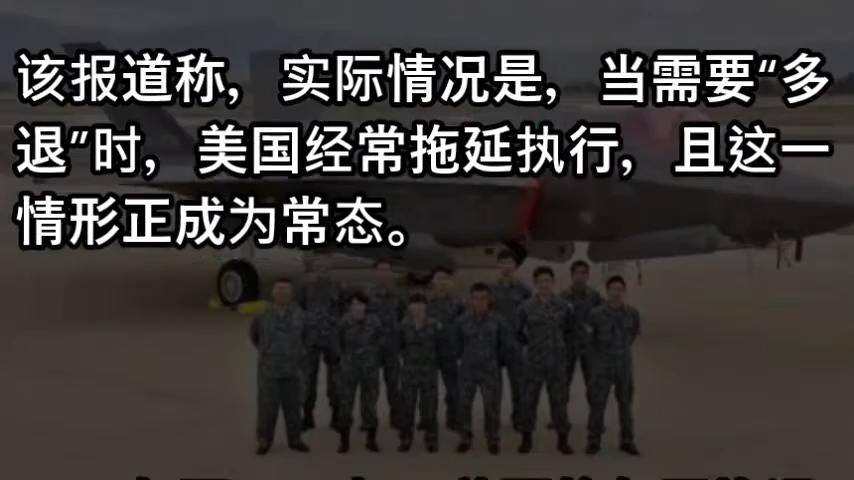 该报道称，实际情况是，当需要“多
退”时，美国经常拖延执行，且这一
情形正成为常态。